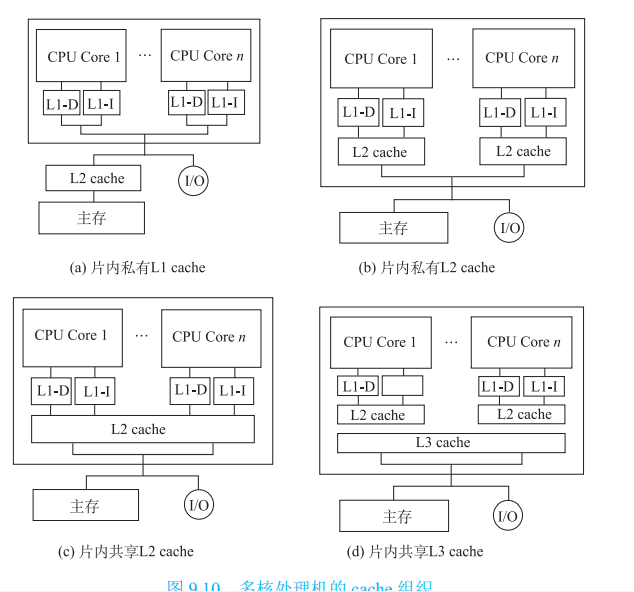 CPU Core 1 … CPU Core n
L1-D L1-I L1-D L1-I
L2 cache I/O
主存
(a) 片内私有L1 cache
CPU Core 1 … CPU Core n
L1-D L1-I L1-D L1-I
L2 cache L2 cache
主存 I/O
(b) 片内私有L2 cache
CPU Core 1 … CPU Core n
L1-D L1-I L1-D L1-I
L2 cache
主存 I/O
(c) 片内共享L2 cache
CPU Core 1 … CPU Core n
L1-D L1-D L1-I
L2 cache L2 cache
L3 cache
主存 I/O
(d) 片内共享L3 cache
图 9.10 多核处理机的 cache 组织